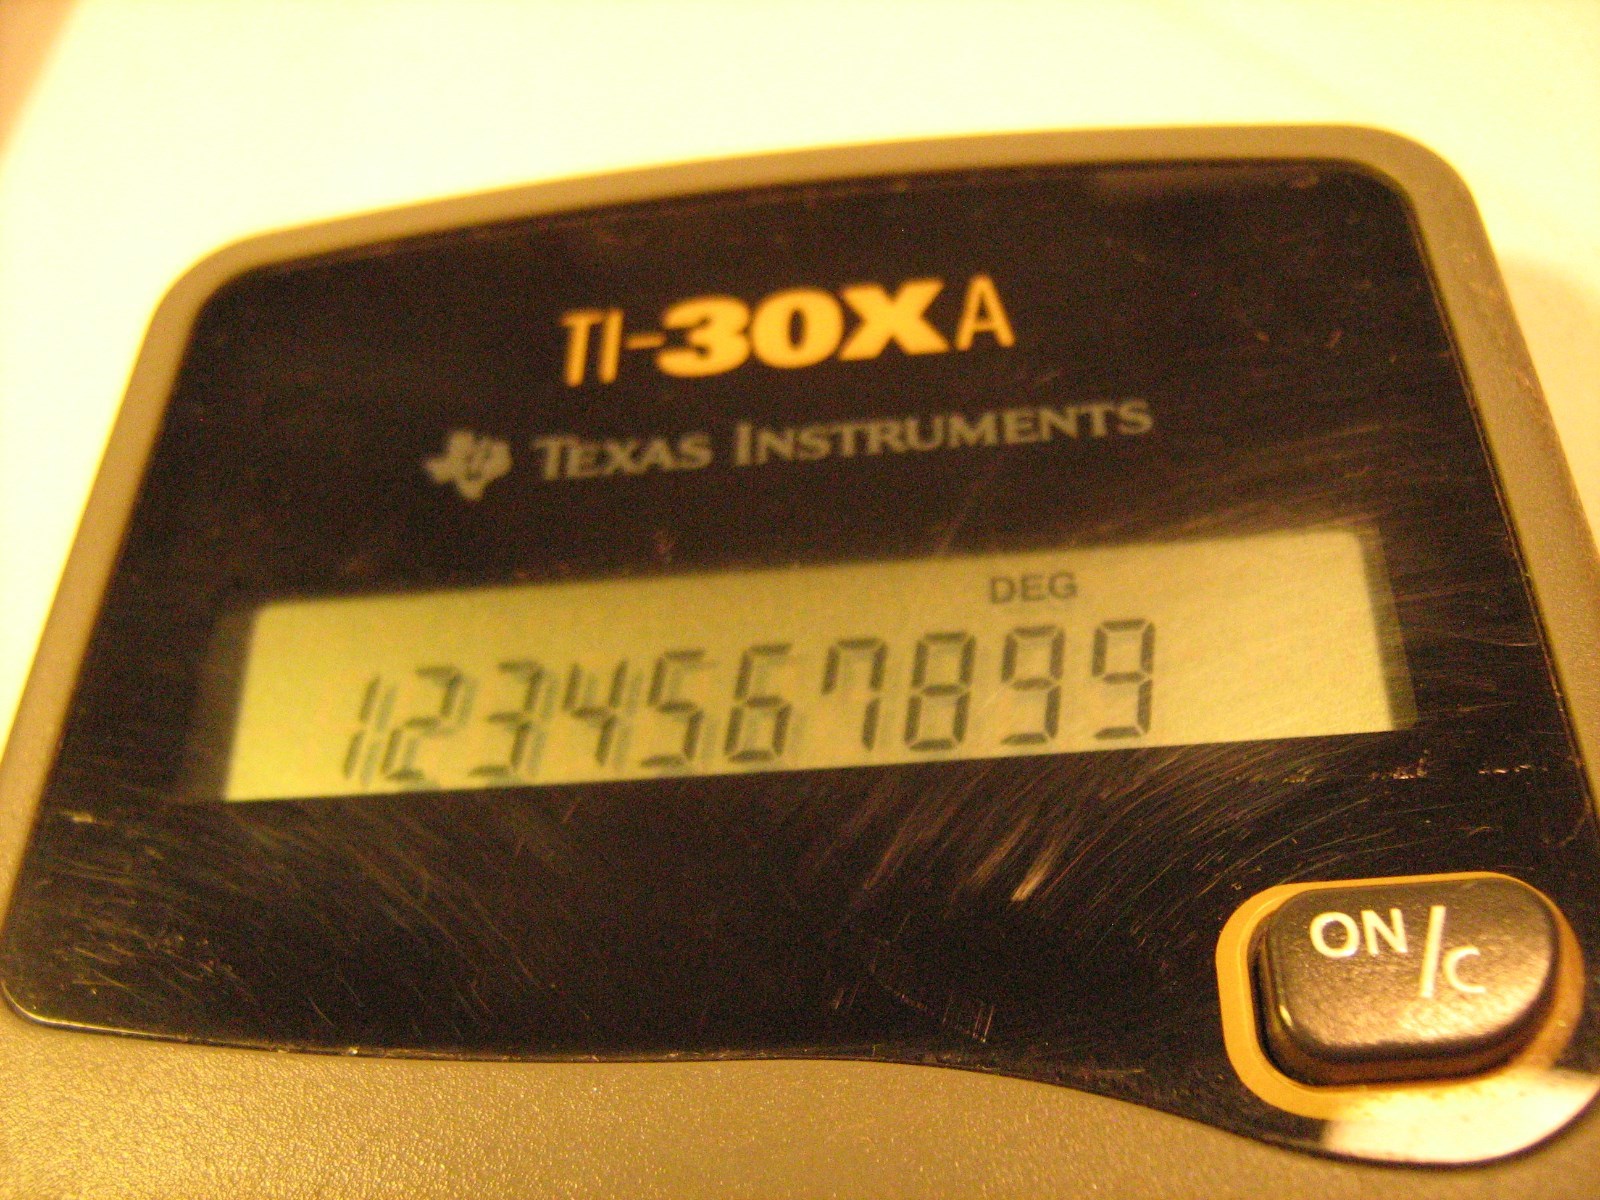 TI-30XA
TEXAS INSTRUMENTS
DEG
1234567899
ON/C